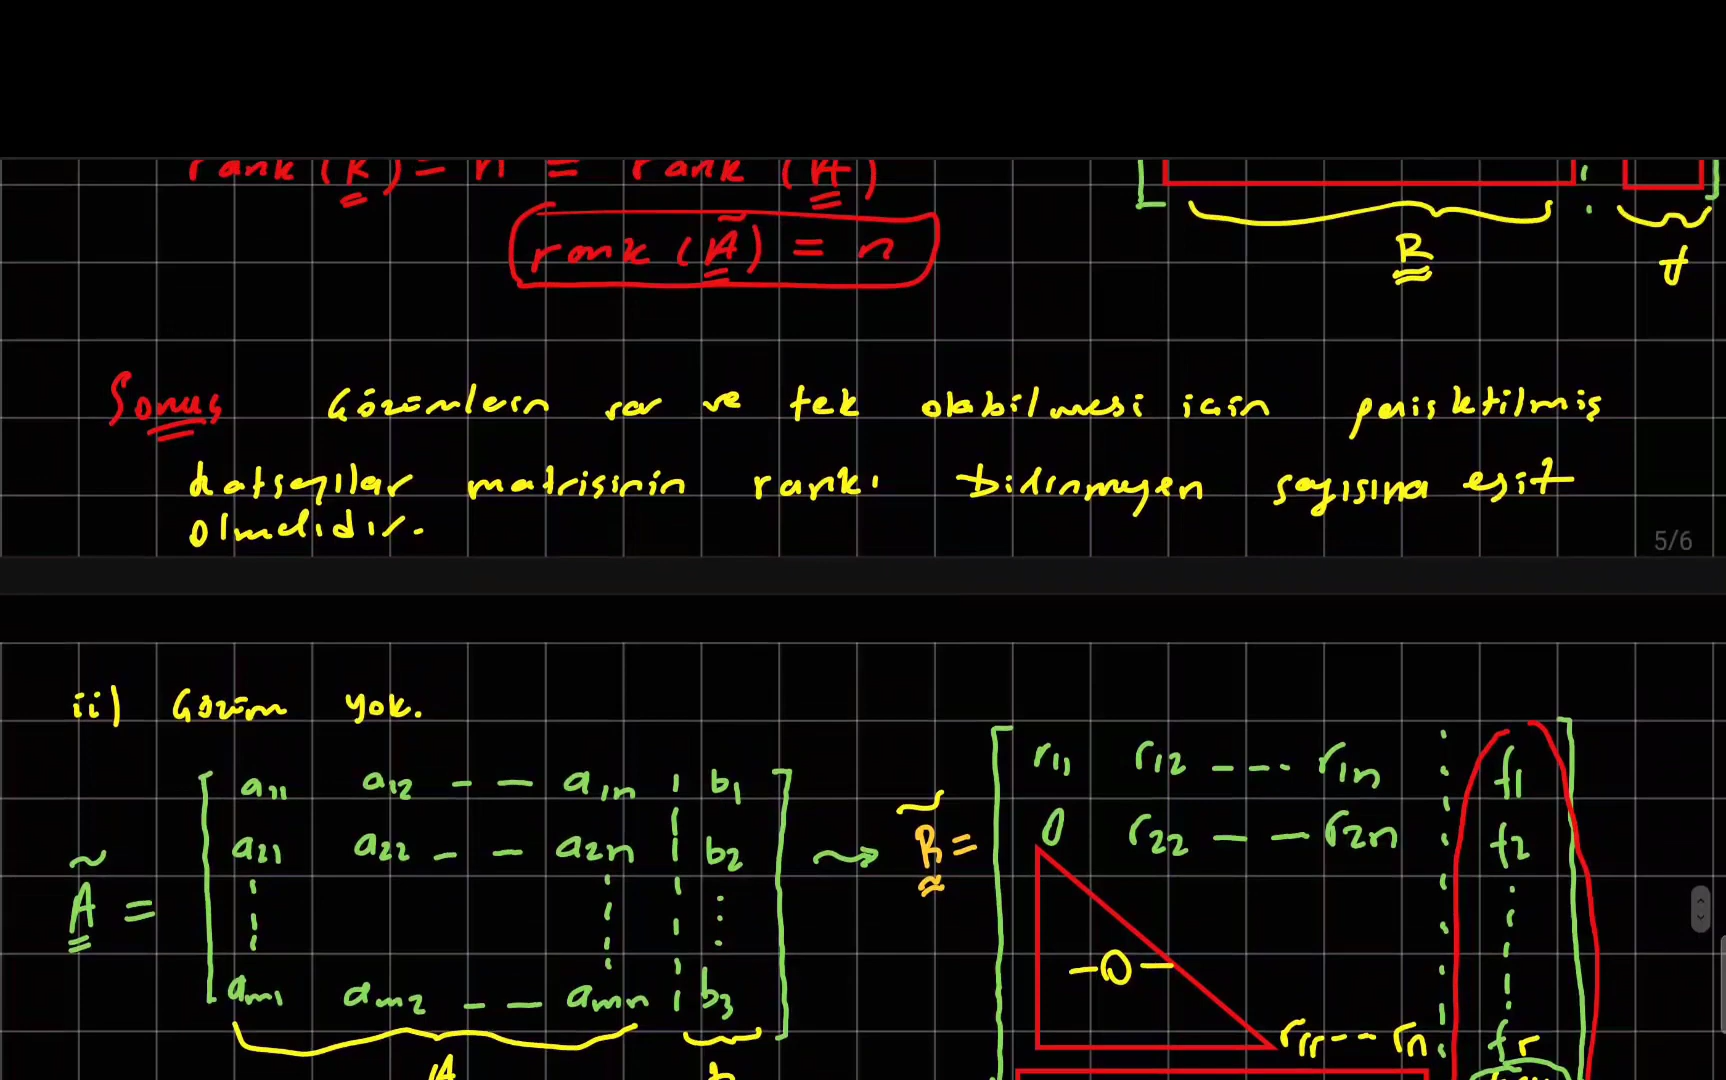 rank (R) = n = rank (A)
rank (Ã) = n
R f
Sonuç Çözümlerin var ve tek olabilmesi için genişletilmiş
katsayılar matrisinin rankı bilinmeyen sayısına eşit
olmalıdır.
5/6
ii) Çözüm yok.
a11 a12 - - a1n | b1
a21 a22 - - a2n | b2
Ã =
am1 am2 - - amn | b3
A b
→ R̃ =
r11 r12 ---- r1n f1
0 r22 --- r2n f2
-0-
rrr -- rn fr